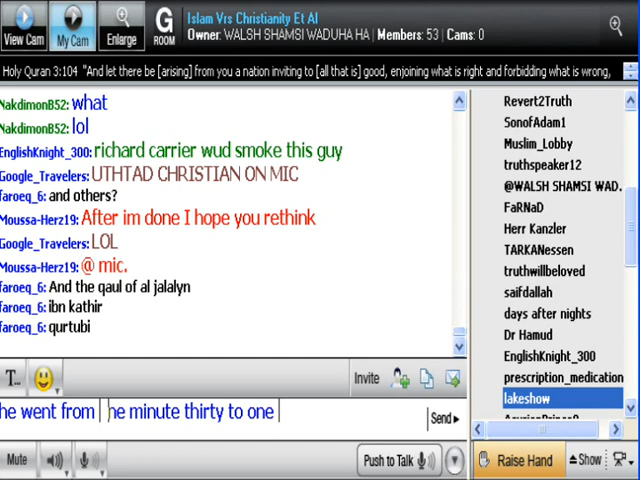 View Cam
My Cam
Enlarge
G
ROOM
Islam Vrs Christianity Et Al
Owner: WALSH SHAMSI WADUHA HA | Members: 53 | Cams: 0
Holy Quran 3:104 "And let there be [arising] from you a nation inviting to [all that is] good, enjoining what is right and forbidding what is wrong,
NakdimonB52: what
NakdimonB52: lol
EnglishKnight_300: richard carrier wud smoke this guy
Google_Travelers: UTHTAD CHRISTIAN ON MIC
faroeq_6: and others?
Moussa-Herz19: After im done I hope you rethink
Google_Travelers: LOL
Moussa-Herz19: @ mic.
faroeq_6: And the qaul of al jalalyn
faroeq_6: ibn kathir
faroeq_6: qurtubi
Revert2Truth
SonofAdam1
Muslim_Lobby
truthspeaker12
@WALSH SHAMSI WAD.
FaRNaD
Herr Kanzler
TARKANessen
truthwillbeloved
saifdallah
days after nights
Dr Hamud
EnglishKnight_300
prescription_medication
lakeshow
T...
Invite
he went from he minute thirty to one
Send
Mute
Push to Talk
Raise Hand
Show